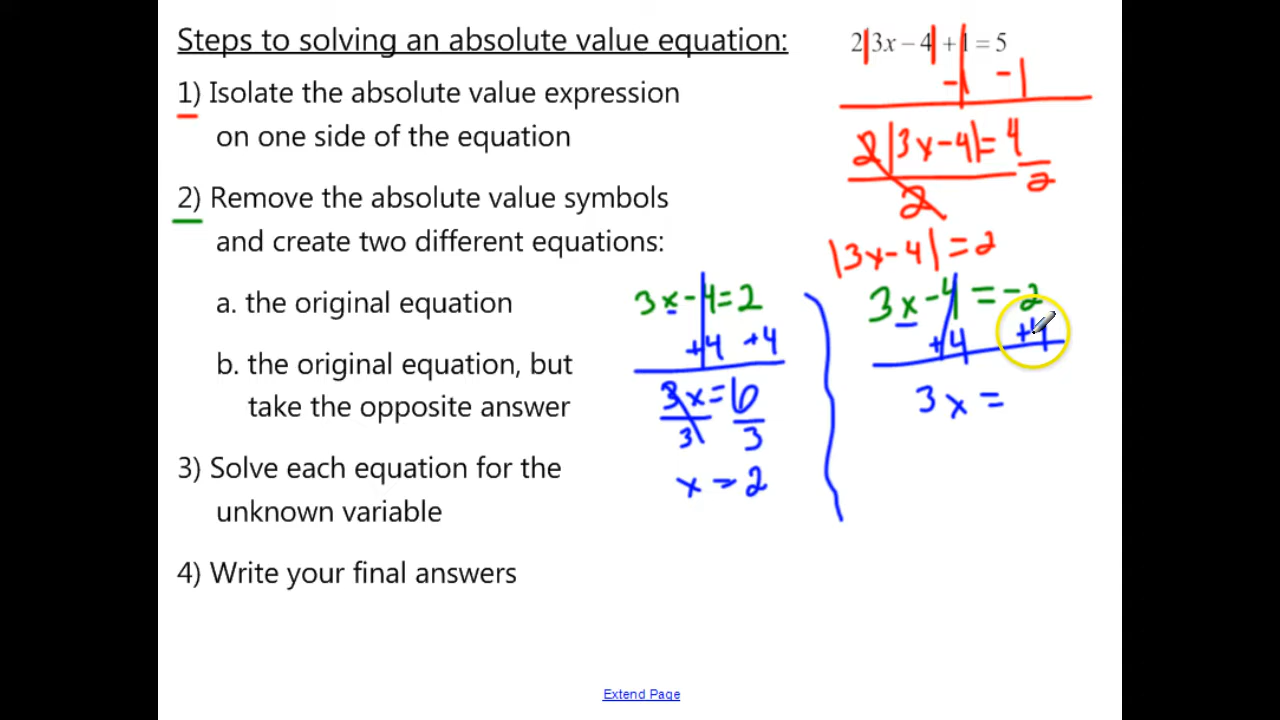 Steps to solving an absolute value equation:
1) Isolate the absolute value expression
on one side of the equation
2) Remove the absolute value symbols
and create two different equations:
a. the original equation
b. the original equation, but
take the opposite answer
3) Solve each equation for the
unknown variable
4) Write your final answers
2|3x − 4| + 1 = 5
-1 -1
2|3x-4|=4
2 2
|3x-4|=2
3x-4=2
+4 +4
3x=6
3 3
x=2
3x-4=-2
+4 +4
3x=
Extend Page